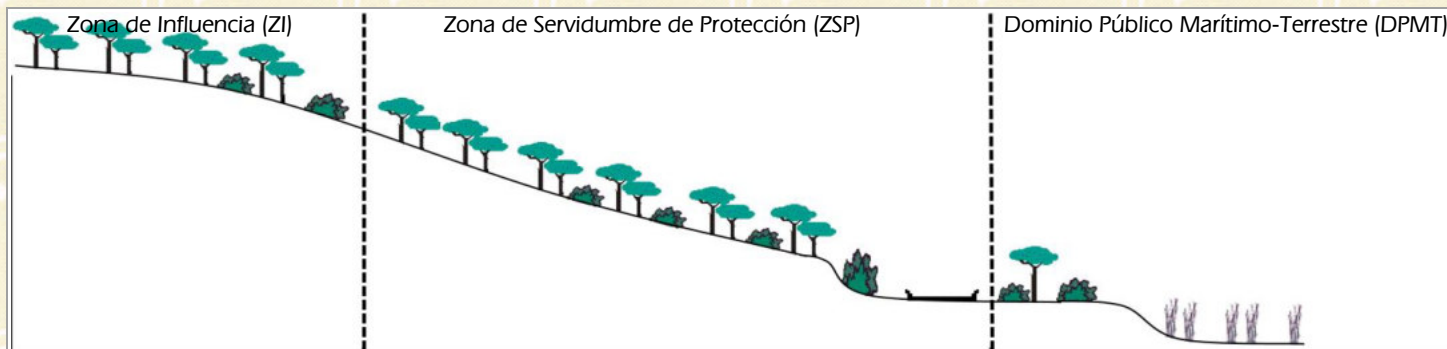 Zona de Influencia (ZI)
Zona de Servidumbre de Protección (ZSP)
Dominio Público Marítimo-Terrestre (DPMT)